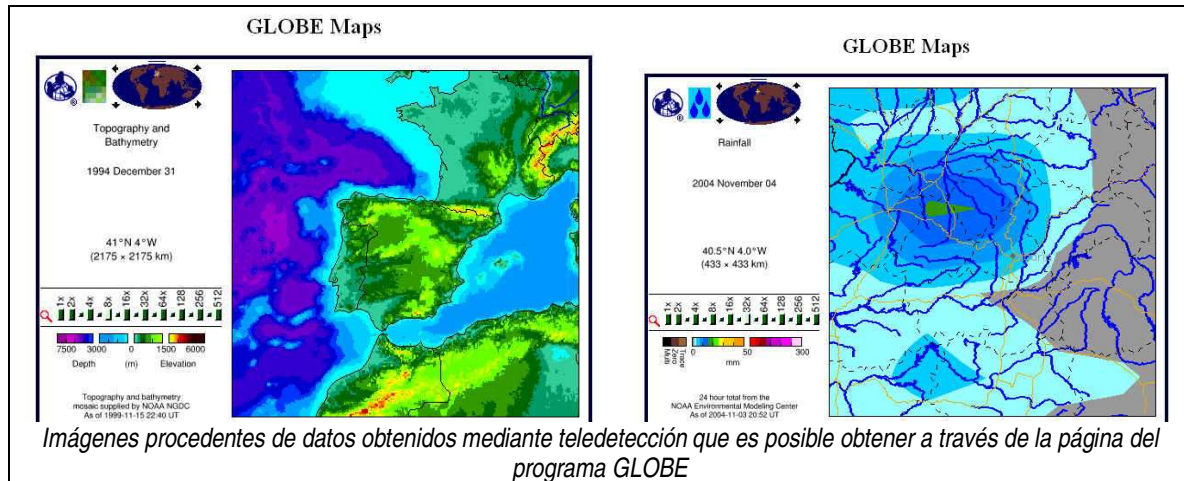 GLOBE Maps
Topography and
Bathymetry
1994 December 31
41°N 4°W
(2175 × 2175 km)
1x 2x 4x 8x 16x 32x 64x 128 256 512
7500 3000 0 1500 6000
Depth (m) Elevation
Topography and bathymetry
mosaic supplied by NOAA NGDC
As of 1999-11-15 22:40 UT
GLOBE Maps
Rainfall
2004 November 04
40.5°N 4.0°W
(433 × 433 km)
1x 2x 4x 8x 16x 32x 64x 128 256 512
Multi Zero Trace 0 50 300
mm
24 hour total from the
NOAA Environmental Modeling Center
As of 2004-11-03 20:52 UT
Imágenes procedentes de datos obtenidos mediante teledetección que es posible obtener a través de la página del
programa GLOBE